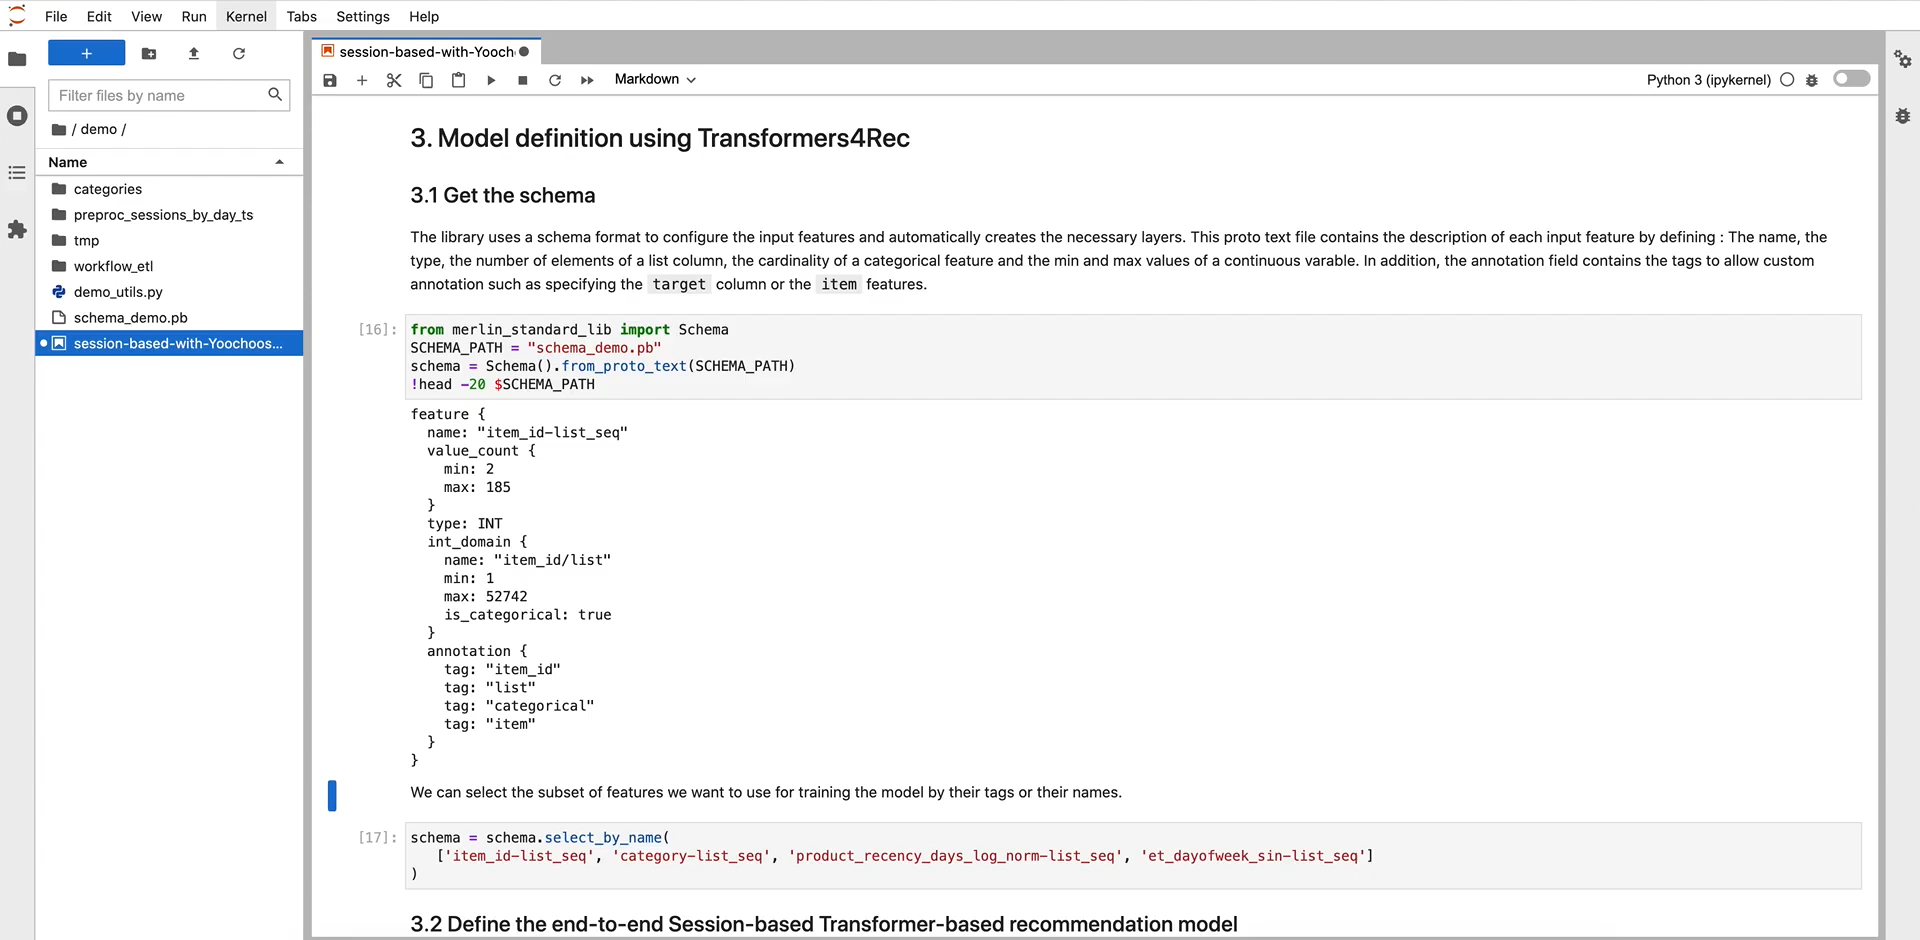 File Edit View Run Kernel Tabs Settings Help
+
Filter files by name
/ demo /
Name
categories
preproc_sessions_by_day_ts
tmp
workflow_etl
demo_utils.py
schema_demo.pb
session-based-with-Yoochoos...
session-based-with-Yooch
Markdown
Python 3 (ipykernel)
3. Model definition using Transformers4Rec
3.1 Get the schema
The library uses a schema format to configure the input features and automatically creates the necessary layers. This proto text file contains the description of each input feature by defining : The name, the
type, the number of elements of a list column, the cardinality of a categorical feature and the min and max values of a continuous varable. In addition, the annotation field contains the tags to allow custom
annotation such as specifying the target column or the item features.
[16]: from merlin_standard_lib import Schema
SCHEMA_PATH = "schema_demo.pb"
schema = Schema().from_proto_text(SCHEMA_PATH)
!head -20 $SCHEMA_PATH
feature {
name: "item_id-list_seq"
value_count {
min: 2
max: 185
}
type: INT
int_domain {
name: "item_id/list"
min: 1
max: 52742
is_categorical: true
}
annotation {
tag: "item_id"
tag: "list"
tag: "categorical"
tag: "item"
}
}
We can select the subset of features we want to use for training the model by their tags or their names.
[17]: schema = schema.select_by_name(
['item_id-list_seq', 'category-list_seq', 'product_recency_days_log_norm-list_seq', 'et_dayofweek_sin-list_seq']
)
3.2 Define the end-to-end Session-based Transformer-based recommendation model